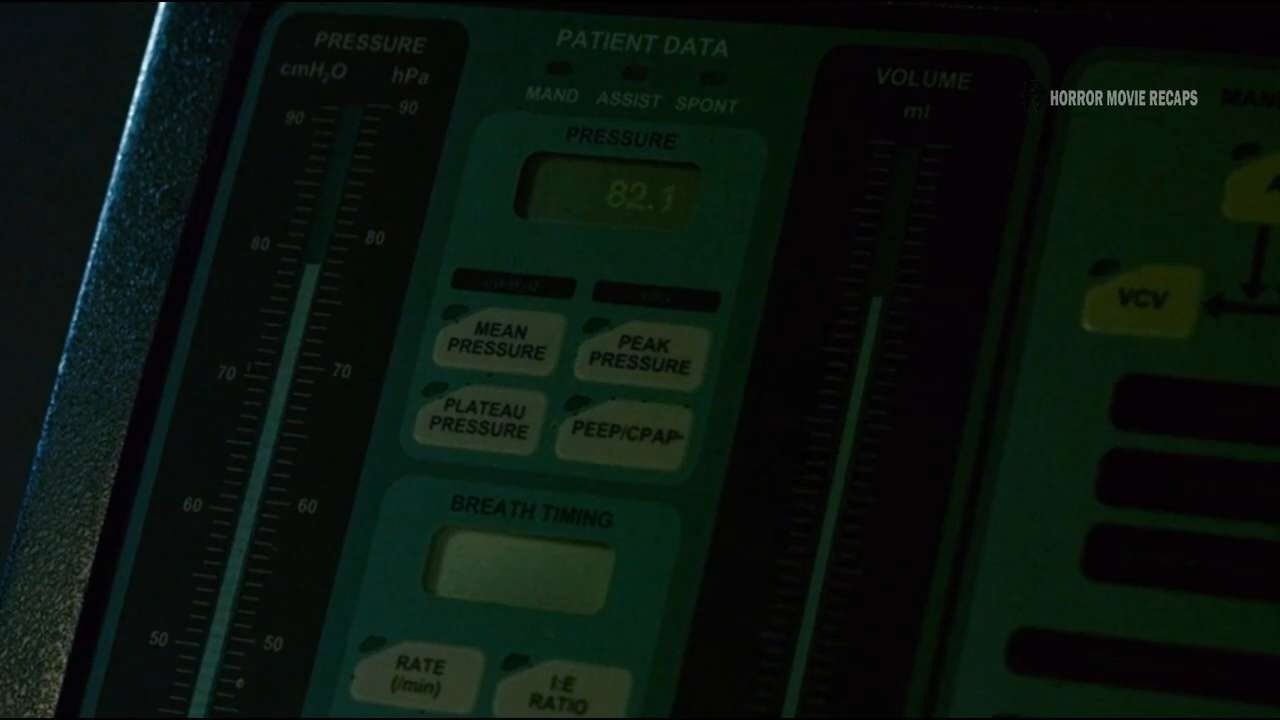 PRESSURE
cmH₂O hPa
90 90
80 80
70 70
60 60
50 50
PATIENT DATA
MAND ASSIST SPONT
PRESSURE
82.1
cmH₂O
MEAN
PRESSURE
PEAK
PRESSURE
PLATEAU
PRESSURE
PEEP/CPAP
BREATH TIMING
RATE
(/min)
I:E
RATIO
VOLUME
ml
HORROR MOVIE RECAPS
VCV